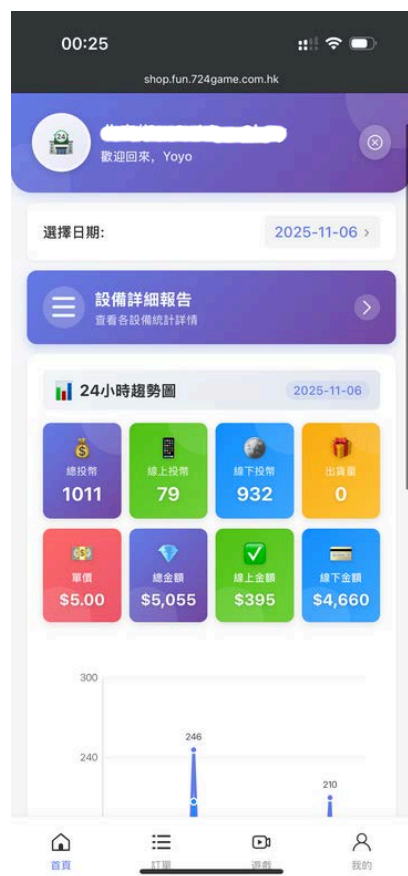 00:25
shop.fun.724game.com.hk
24
歡迎回來, Yoyo
選擇日期:
2025-11-06 ›
設備詳細報告
查看各設備統計詳情
24小時趨勢圖
2025-11-06
總投幣 線上投幣 線下投幣 出貨量
1011 79 932 0
單價 總金額 線上金額 線下金額
$5.00 $5,055 $395 $4,660
300
246
240
210
首頁 訂單 遊戲 我的